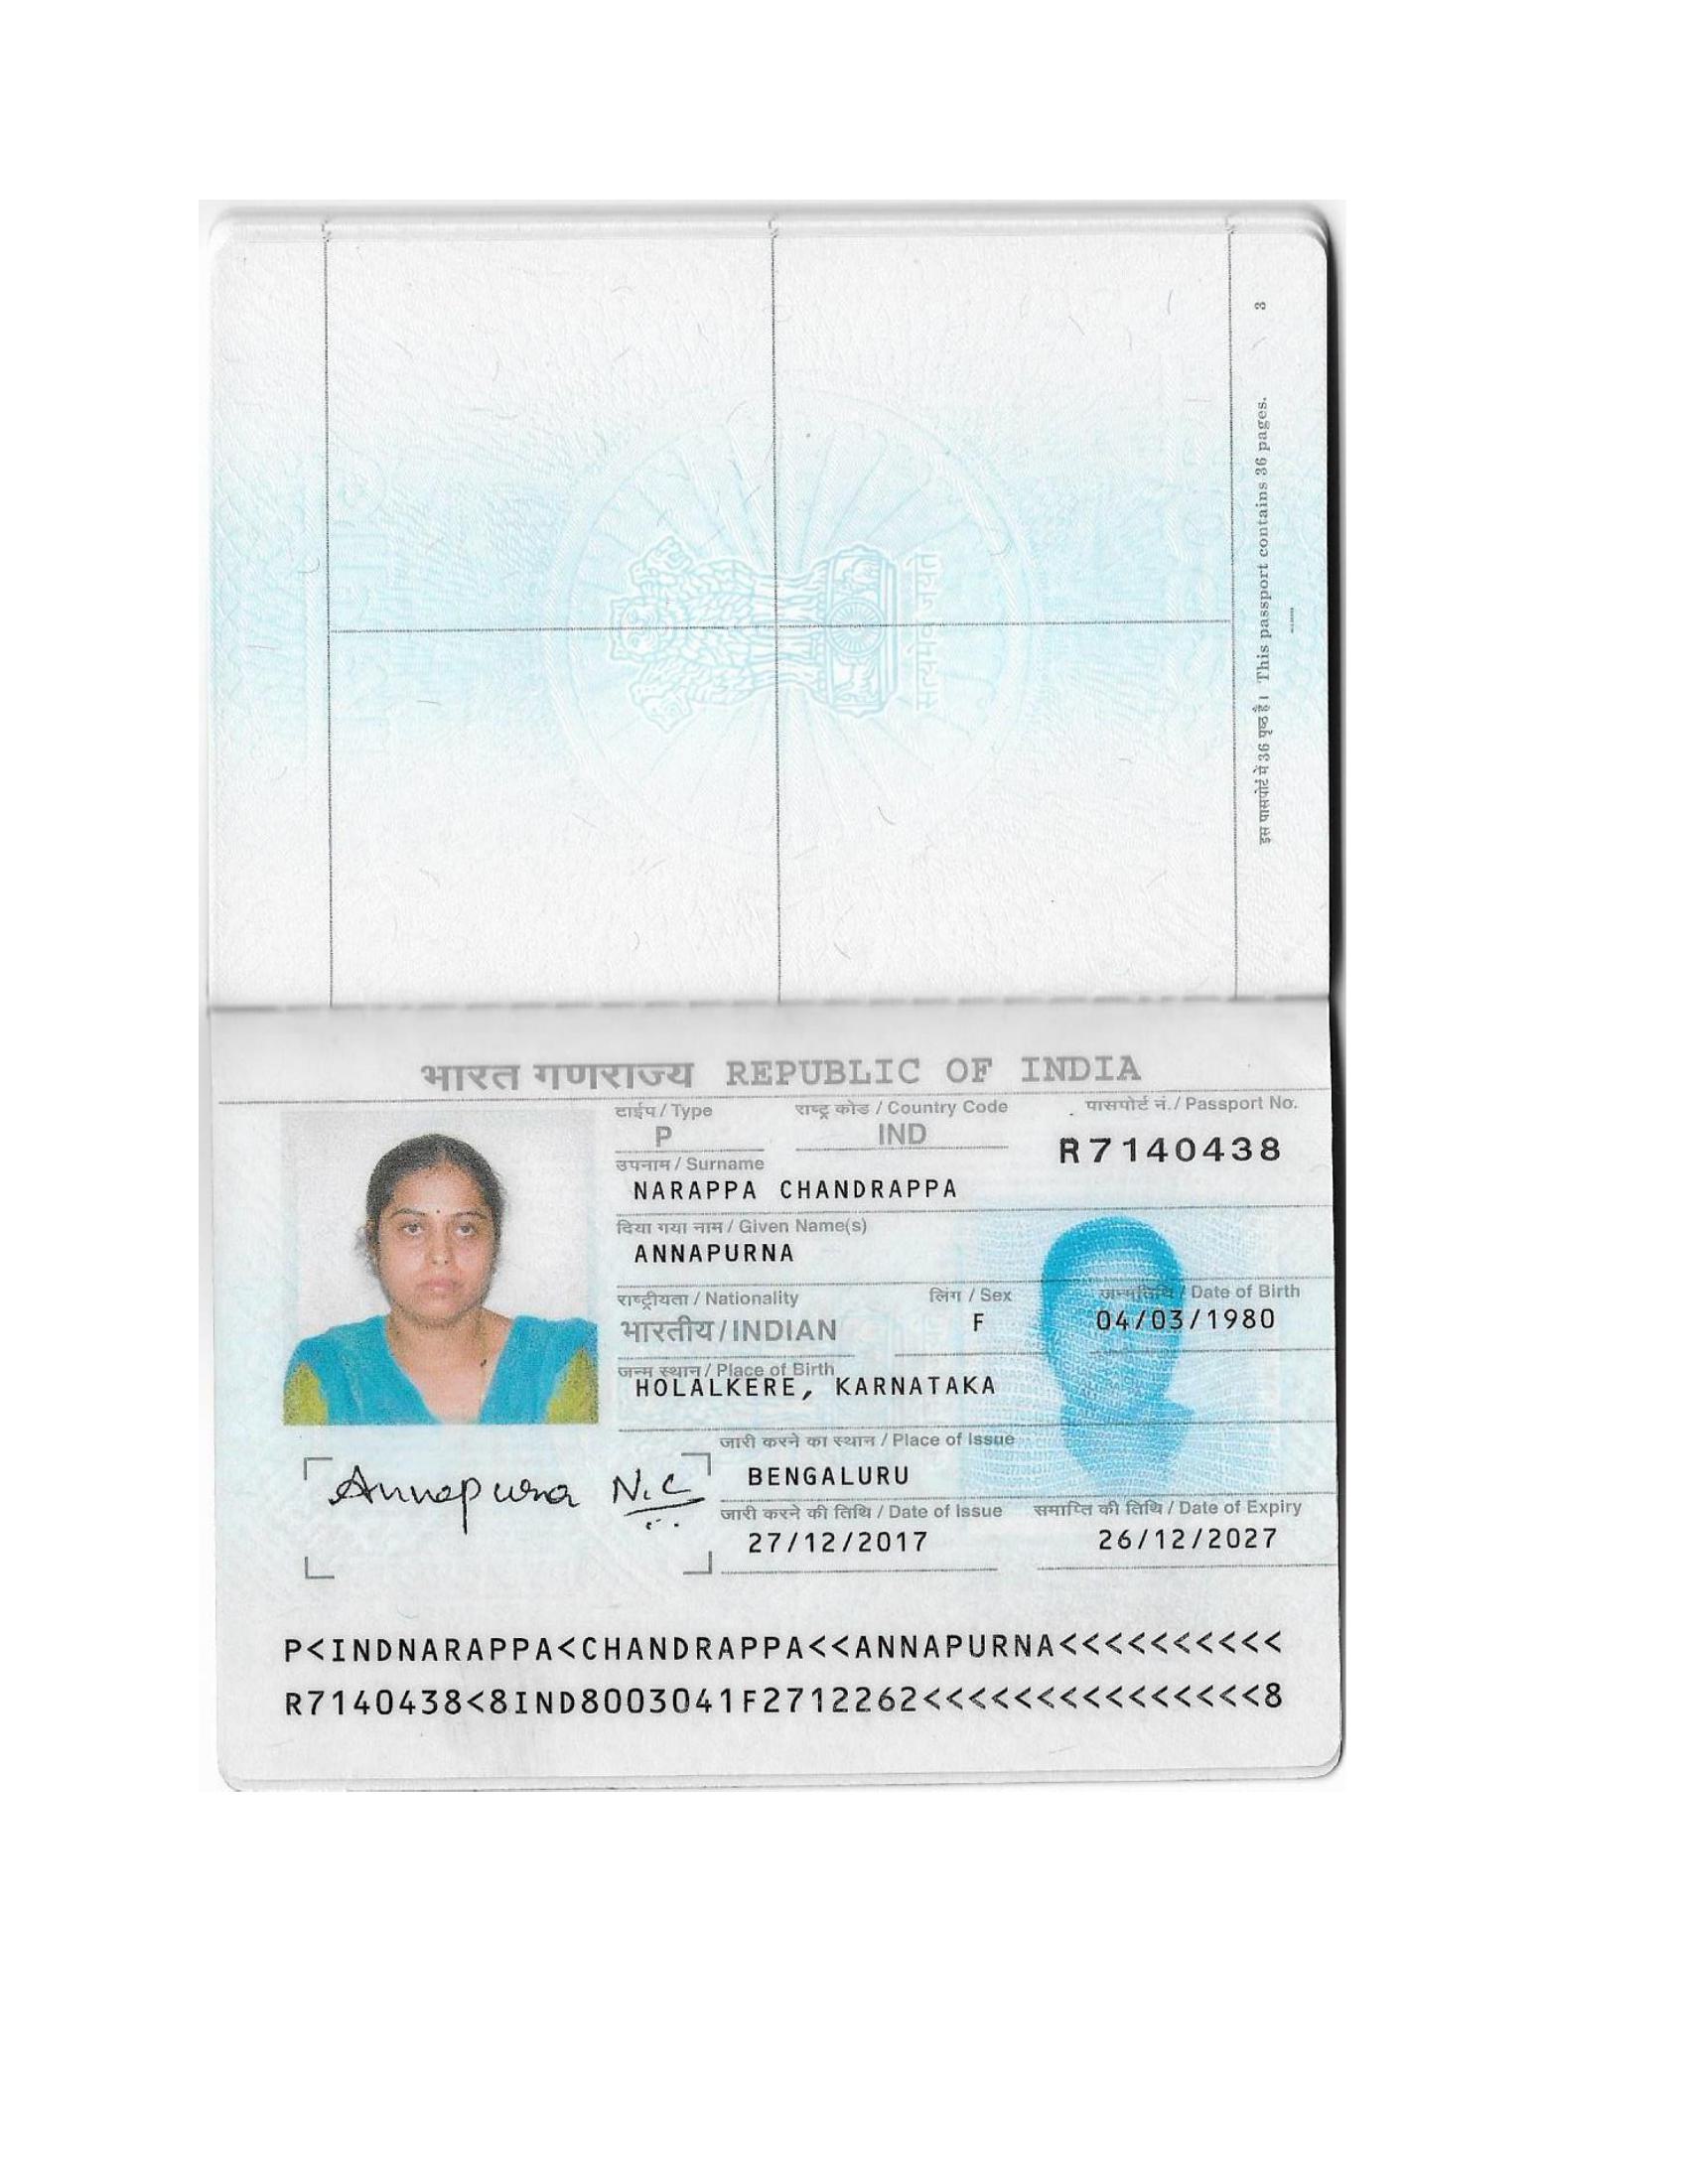 3
इस पासपोर्ट में 36 पृष्ठ हैं। This passport contains 36 pages.
सत्यमेव जयते
भारत गणराज्य REPUBLIC OF INDIA
टाईप / Type राष्ट्र कोड / Country Code पासपोर्ट नं. / Passport No.
P IND R7140438
उपनाम / Surname
NARAPPA CHANDRAPPA
दिया गया नाम / Given Name(s)
ANNAPURNA
राष्ट्रीयता / Nationality लिंग / Sex जन्मतिथि / Date of Birth
भारतीय / INDIAN F 04/03/1980
जन्म स्थान / Place of Birth
HOLALKERE, KARNATAKA
जारी करने का स्थान / Place of Issue
BENGALURU
Annapurna N.C
जारी करने की तिथि / Date of Issue समाप्ति की तिथि / Date of Expiry
27/12/2017 26/12/2027
P<INDNARAPPA<CHANDRAPPA<<ANNAPURNA<<<<<<<<<<
R7140438<8IND8003041F2712262<<<<<<<<<<<<<<<8